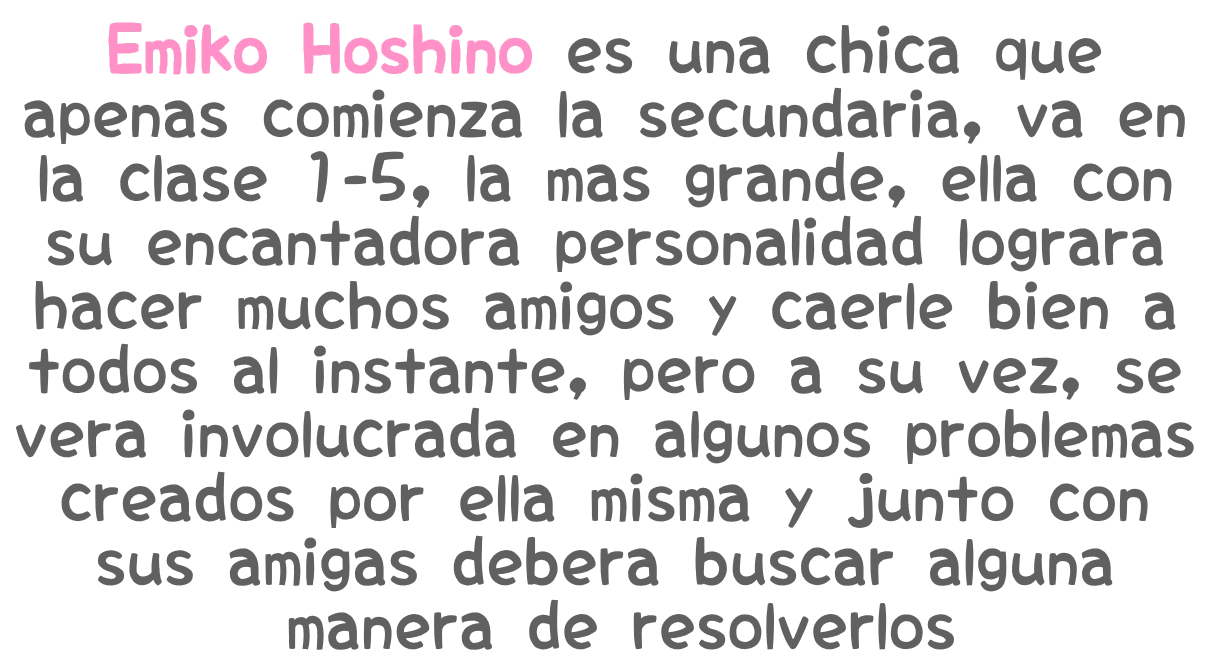 Emiko Hoshino es una chica que
apenas comienza la secundaria, va en
la clase 1-5, la mas grande, ella con
su encantadora personalidad lograra
hacer muchos amigos y caerle bien a
todos al instante, pero a su vez, se
vera involucrada en algunos problemas
creados por ella misma y junto con
sus amigas debera buscar alguna
manera de resolverlos